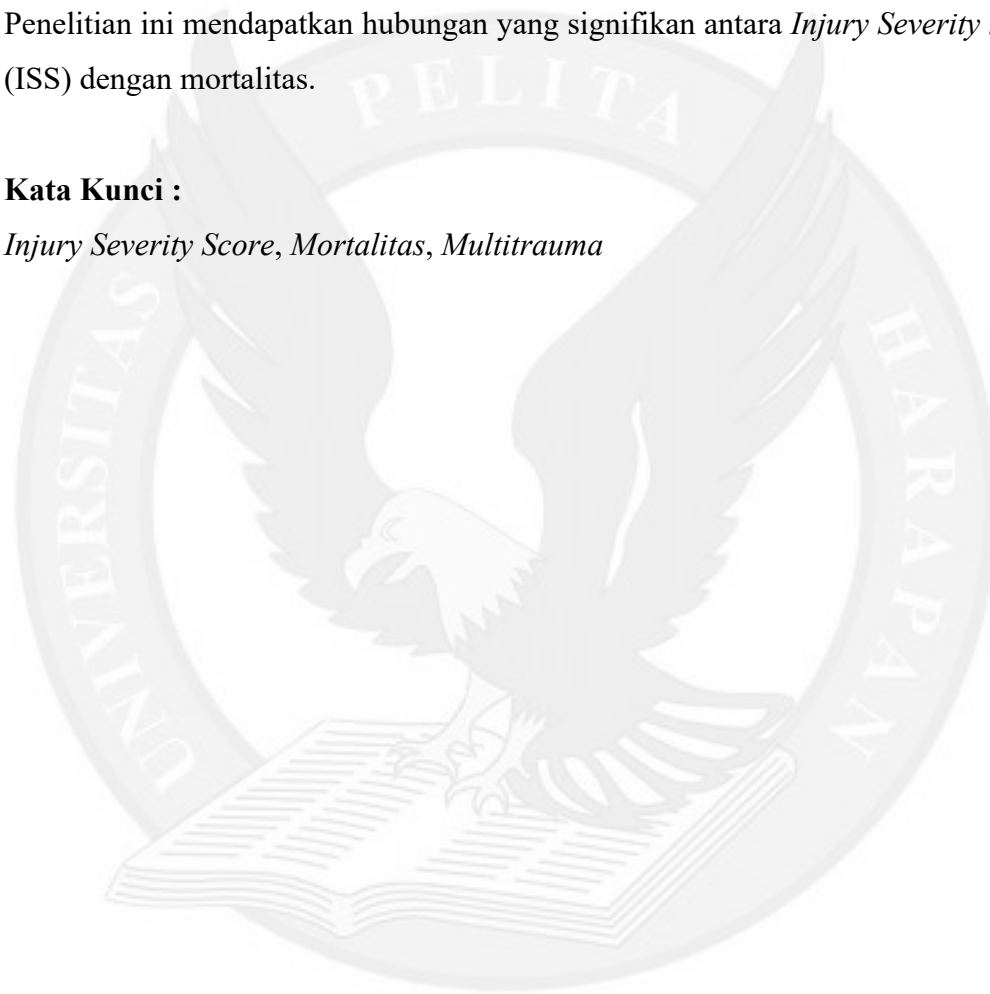 Penelitian ini mendapatkan hubungan yang signifikan antara Injury Severity
(ISS) dengan mortalitas.
Kata Kunci :
Injury Severity Score, Mortalitas, Multitrauma
UNIVERSITAS PELITA HARAPAN